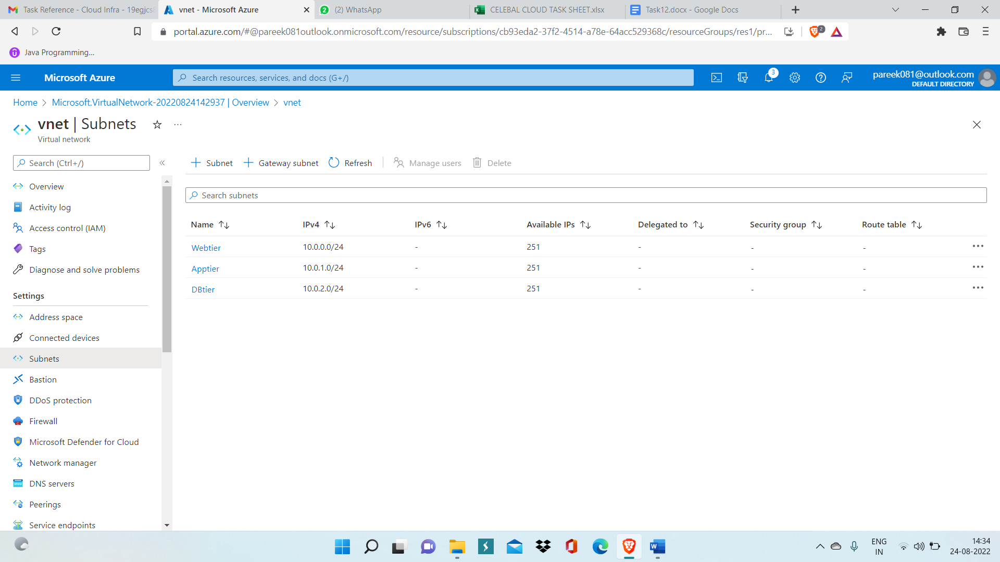 Task Reference - Cloud Infra - 19egjcs8
vnet - Microsoft Azure
(2) WhatsApp
CELEBAL CLOUD TASK SHEET.xlsx
Task12.docx - Google Docs
portal.azure.com/#@pareek081outlook.onmicrosoft.com/resource/subscriptions/cb93eda2-37f2-4514-a78e-64acc529368c/resourceGroups/res1/pr...
2
Java Programming...
Microsoft Azure
Search resources, services, and docs (G+/)
3
pareek081@outlook.com
DEFAULT DIRECTORY
Home > Microsoft.VirtualNetwork-20220824142937 | Overview > vnet
vnet | Subnets
Virtual network
Search (Ctrl+/)
Overview
Activity log
Access control (IAM)
Tags
Diagnose and solve problems
Settings
Address space
Connected devices
Subnets
Bastion
DDoS protection
Firewall
Microsoft Defender for Cloud
Network manager
DNS servers
Peerings
Service endpoints
Subnet Gateway subnet Refresh Manage users Delete
Search subnets
Name IPv4 IPv6 Available IPs Delegated to Security group Route table
Webtier 10.0.0.0/24 - 251 - - -
Apptier 10.0.1.0/24 - 251 - - -
DBtier 10.0.2.0/24 - 251 - - -
ENG
IN
14:34
24-08-2022